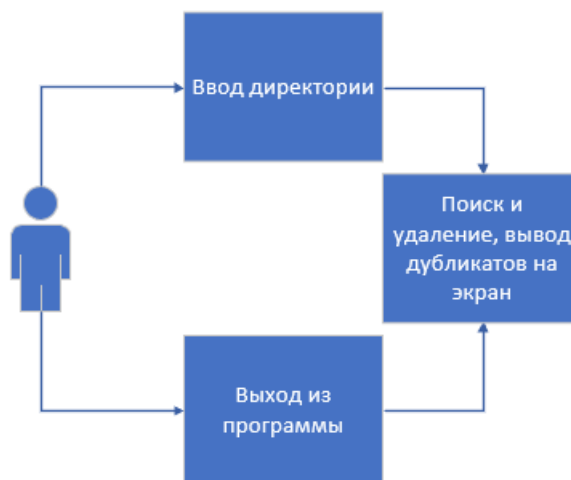 Ввод директории
Поиск и
удаление, вывод
дубликатов на
экран
Выход из
программы